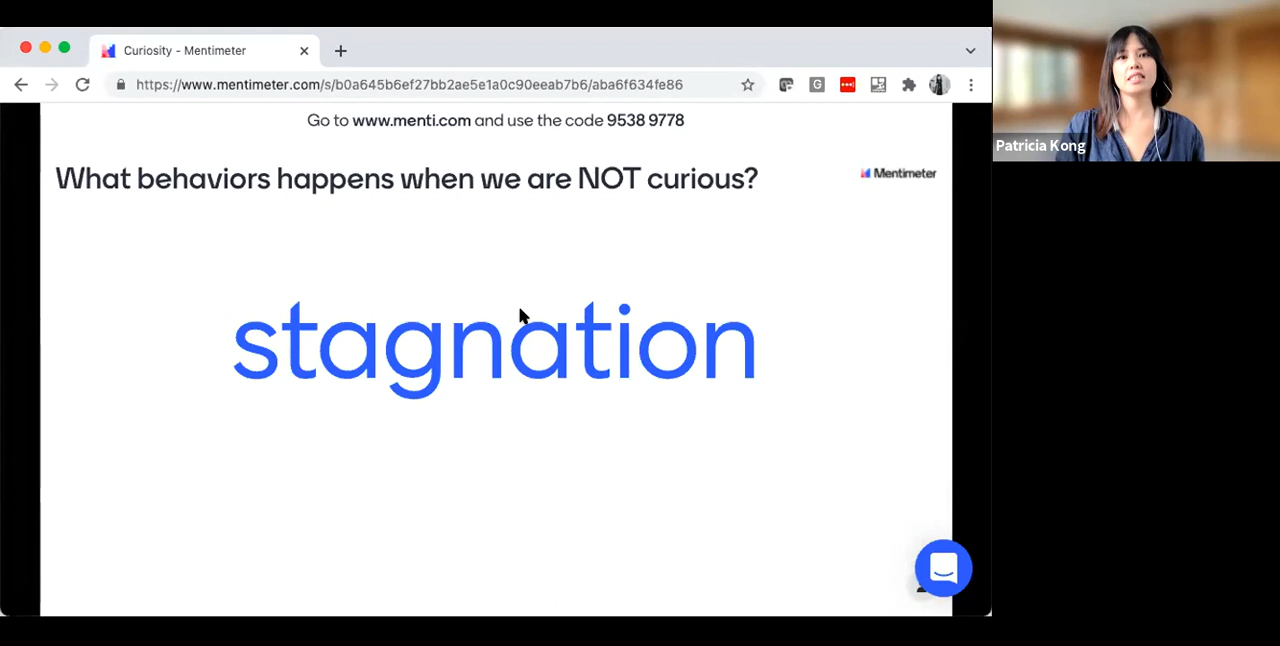 Curiosity - Mentimeter
https://www.mentimeter.com/s/b0a645b6ef27bb2ae5e1a0c90eeab7b6/aba6f634fe86
G
Go to www.menti.com and use the code 9538 9778
What behaviors happens when we are NOT curious?
Mentimeter
stagnation
Patricia Kong